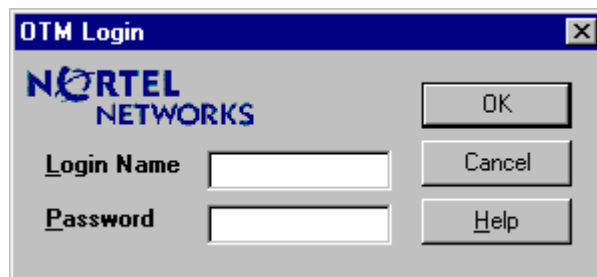 OTM Login
NORTEL
NETWORKS
OK
Login Name
Cancel
Password
Help